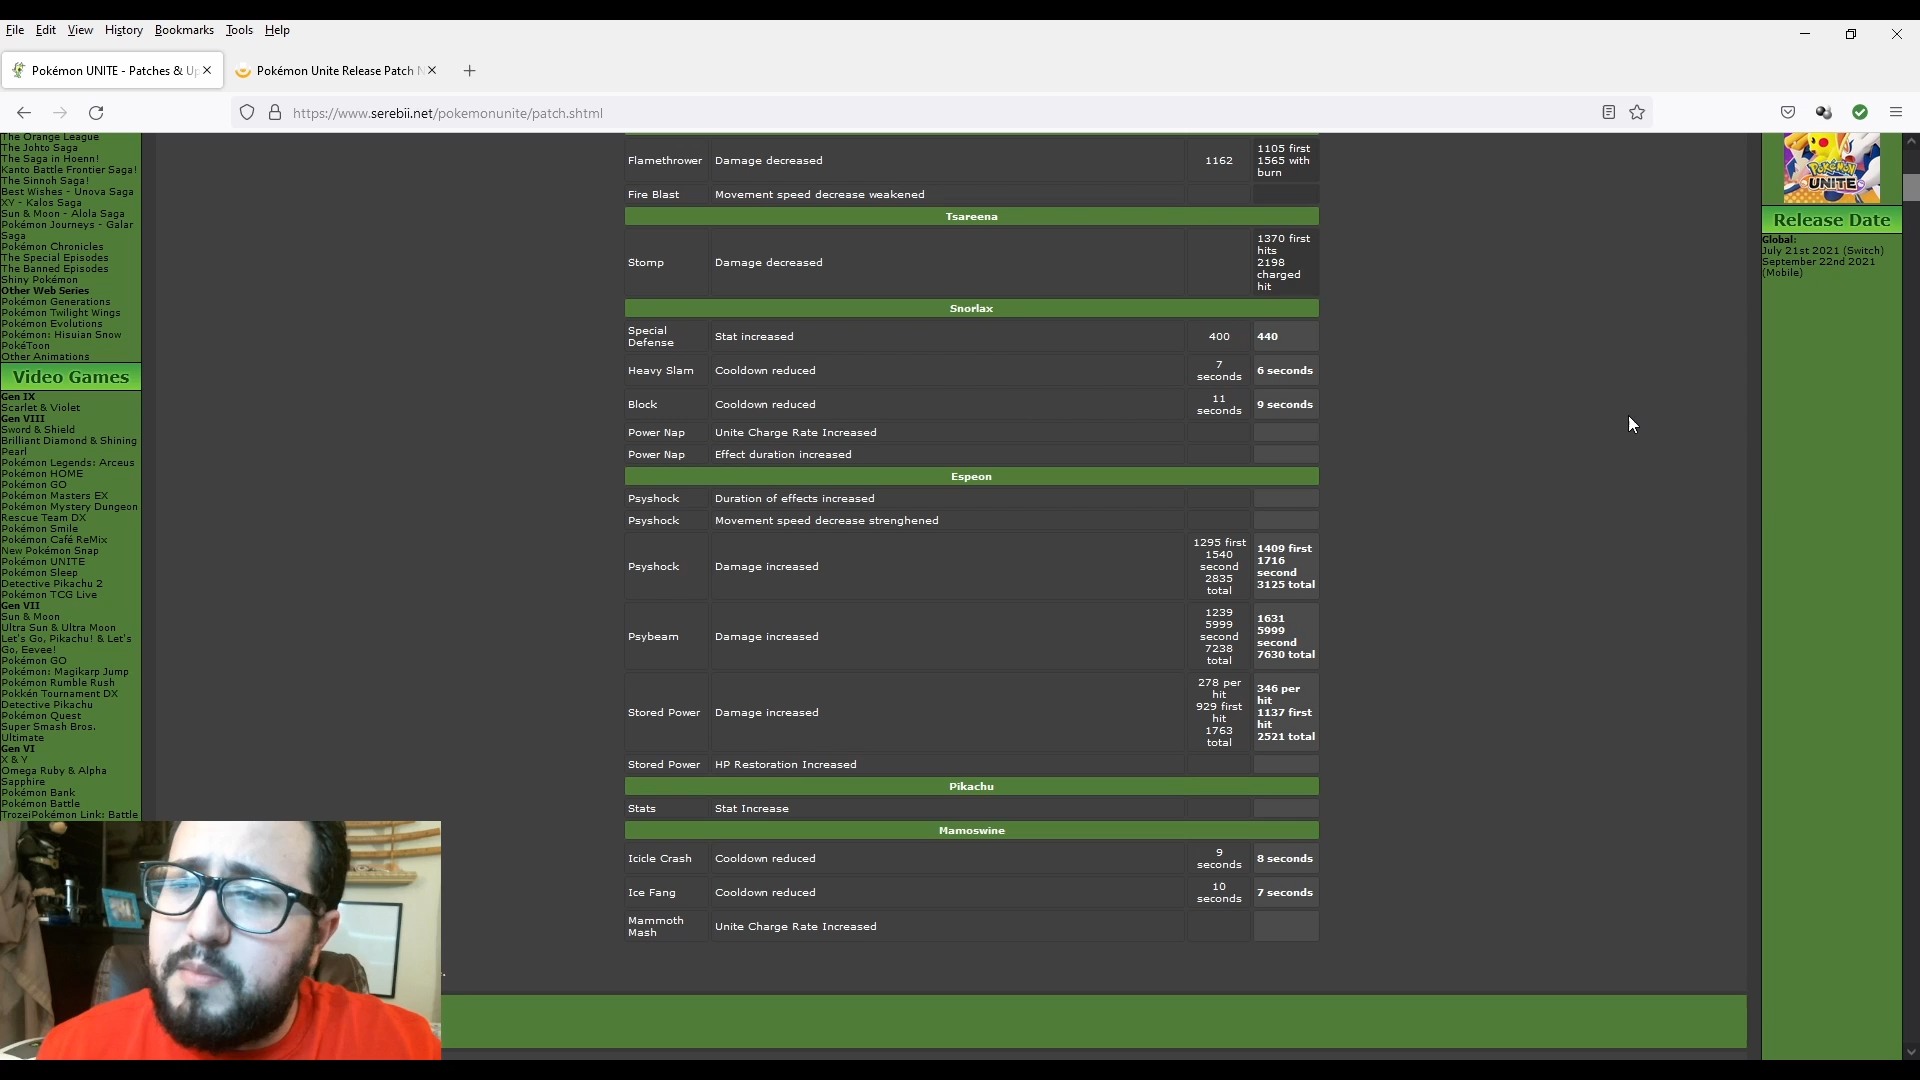 File Edit View History Bookmarks Tools Help
Pokémon UNITE - Patches & Up
Pokémon Unite Release Patch N
https://www.serebii.net/pokemonunite/patch.shtml
The Orange League
The Johto Saga
The Saga in Hoenn!
Kanto Battle Frontier Saga!
The Sinnoh Saga!
Best Wishes - Unova Saga
XY - Kalos Saga
Sun & Moon - Alola Saga
Pokémon Journeys - Galar
Saga
Pokémon Chronicles
The Special Episodes
The Banned Episodes
Shiny Pokémon
Other Web Series
Pokémon Generations
Pokémon Twilight Wings
Pokémon Evolutions
Pokémon: Hisuian Snow
PokéToon
Other Animations
Video Games
Gen IX
Scarlet & Violet
Gen VIII
Sword & Shield
Brilliant Diamond & Shining
Pearl
Pokémon Legends: Arceus
Pokémon HOME
Pokémon GO
Pokémon Masters EX
Pokémon Mystery Dungeon
Rescue Team DX
Pokémon Smile
Pokémon Café ReMix
New Pokémon Snap
Pokémon UNITE
Pokémon Sleep
Detective Pikachu 2
Pokémon TCG Live
Gen VII
Sun & Moon
Ultra Sun & Ultra Moon
Let's Go, Pikachu! & Let's
Go, Eevee!
Pokémon GO
Pokémon: Magikarp Jump
Pokémon Rumble Rush
Pokkén Tournament DX
Detective Pikachu
Pokémon Quest
Super Smash Bros.
Ultimate
Gen VI
X & Y
Omega Ruby & Alpha
Sapphire
Pokémon Bank
Pokémon Battle
TrozeiPokémon Link: Battle
Flamethrower Damage decreased 1162 1105 first
1565 with
burn
Fire Blast Movement speed decrease weakened
Tsareena
Stomp Damage decreased 1370 first
hits
2198
charged
hit
Snorlax
Special
Defense Stat increased 400 440
Heavy Slam Cooldown reduced 7
seconds 6 seconds
Block Cooldown reduced 11
seconds 9 seconds
Power Nap Unite Charge Rate Increased
Power Nap Effect duration increased
Espeon
Psyshock Duration of effects increased
Psyshock Movement speed decrease strenghened
Psyshock Damage increased
1295 first
1540
second
2835
total
1409 first
1716
second
3125 total
Psybeam Damage increased
1239
5999
second
7238
total
1631
5999
second
7630 total
Stored Power Damage increased
278 per
hit
929 first
hit
1763
total
346 per
hit
1137 first
hit
2521 total
Stored Power HP Restoration Increased
Pikachu
Stats Stat Increase
Mamoswine
Icicle Crash Cooldown reduced 9
seconds 8 seconds
Ice Fang Cooldown reduced 10
seconds 7 seconds
Mammoth
Mash Unite Charge Rate Increased
POKÉMON
UNITE
Release Date
Global:
July 21st 2021 (Switch)
September 22nd 2021
(Mobile)